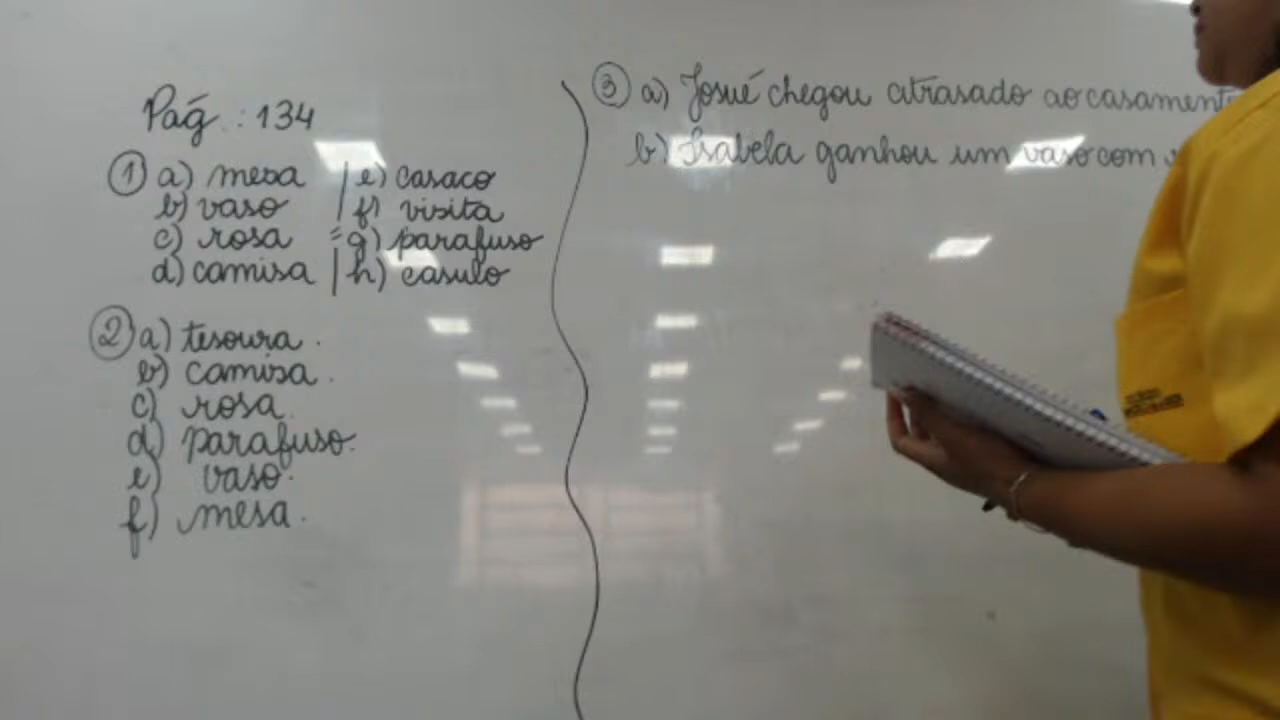 Pág.: 134
① a) mesa | e) casaco
b) vaso | f) visita
c) rosa = g) parafuso
d) camisa | h) casulo
② a) tesoura.
b) camisa.
c) rosa.
d) parafuso.
e) vaso.
f) mesa.
③ a) Josué chegou atrasado ao casament
b) Isabela ganhou um vaso com